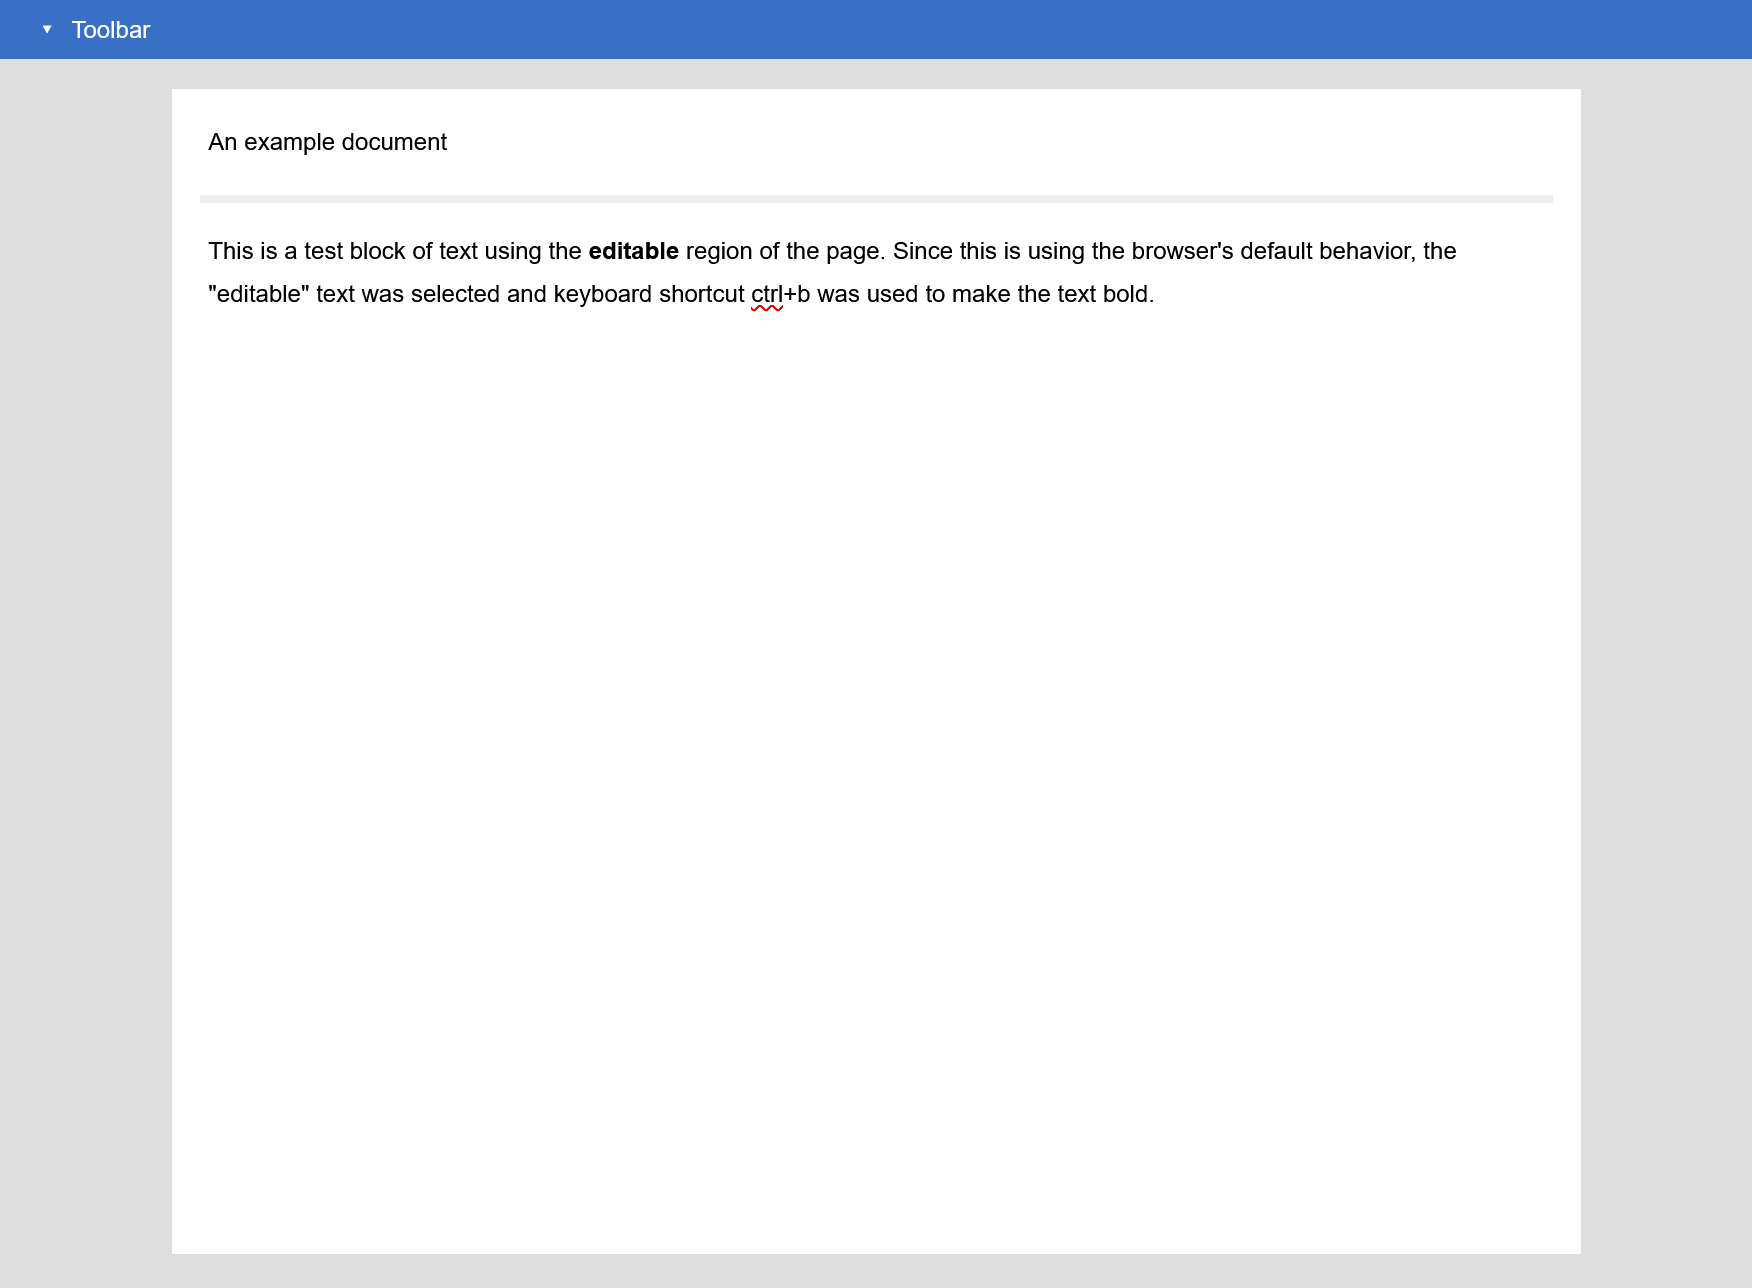 Toolbar
An example document
This is a test block of text using the editable region of the page. Since this is using the browser's default behavior, the
"editable" text was selected and keyboard shortcut ctrl+b was used to make the text bold.